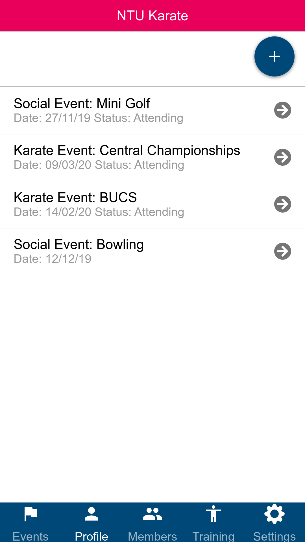 NTU Karate
+
Social Event: Mini Golf
Date: 27/11/19 Status: Attending
Karate Event: Central Championships
Date: 09/03/20 Status: Attending
Karate Event: BUCS
Date: 14/02/20 Status: Attending
Social Event: Bowling
Date: 12/12/19
Events Profile Members Training Settings